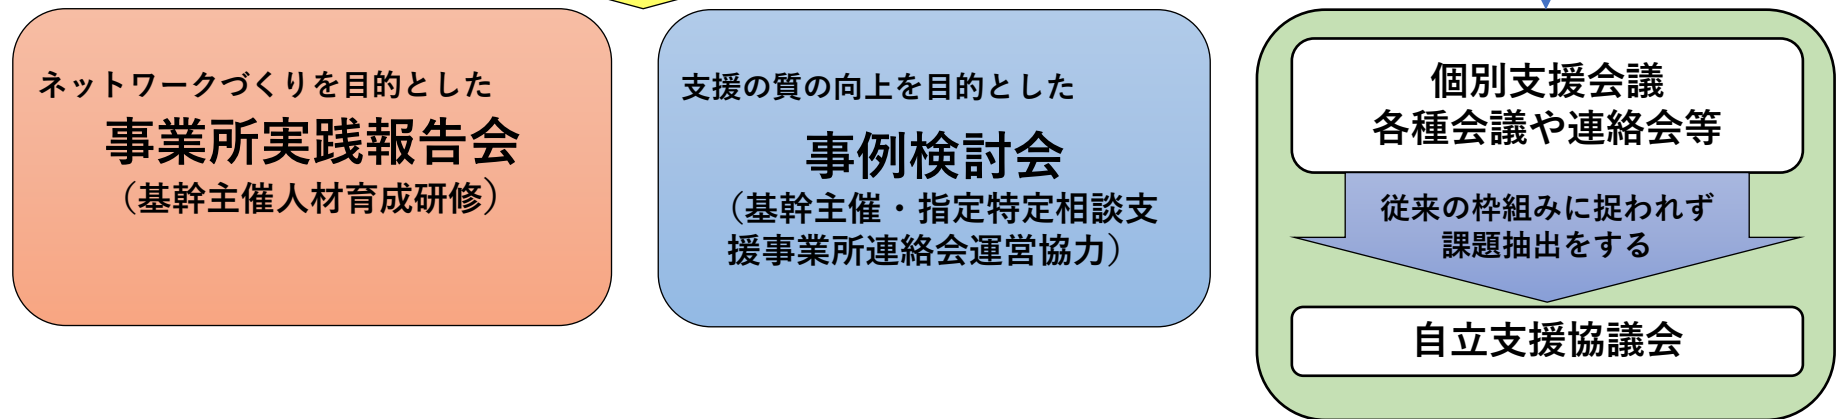 ネットワークづくりを目的とした
事業所実践報告会
（基幹主催人材育成研修）
支援の質の向上を目的とした
事例検討会
（基幹主催・指定特定相談支
援事業所連絡会運営協力）
個別支援会議
各種会議や連絡会等
従来の枠組みに捉われず
課題抽出をする
自立支援協議会